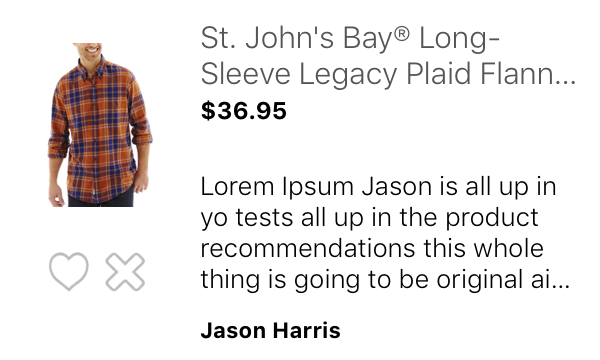 St. John's Bay® Long-
Sleeve Legacy Plaid Flann...
$36.95
Lorem Ipsum Jason is all up in
yo tests all up in the product
recommendations this whole
thing is going to be original ai...
Jason Harris